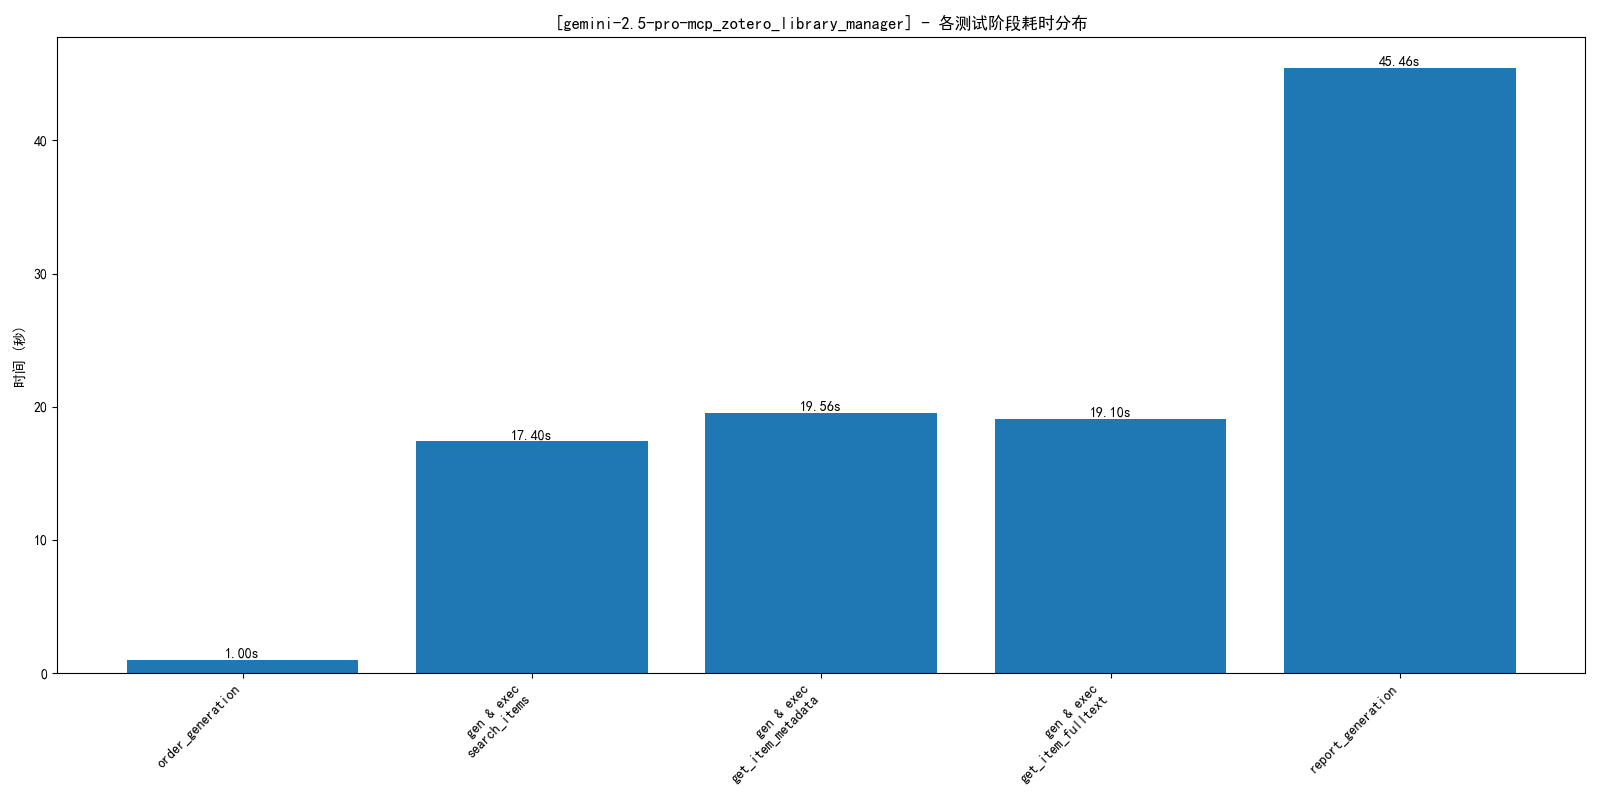 [gemini-2.5-pro-mcp_zotero_library_manager] - 各测试阶段耗时分布
时间 (秒)
40
30
20
10
0
1.00s
17.40s
19.56s
19.10s
45.46s
order_generation
gen & exec
search_items
gen & exec
get_item_metadata
gen & exec
get_item_fulltext
report_generation